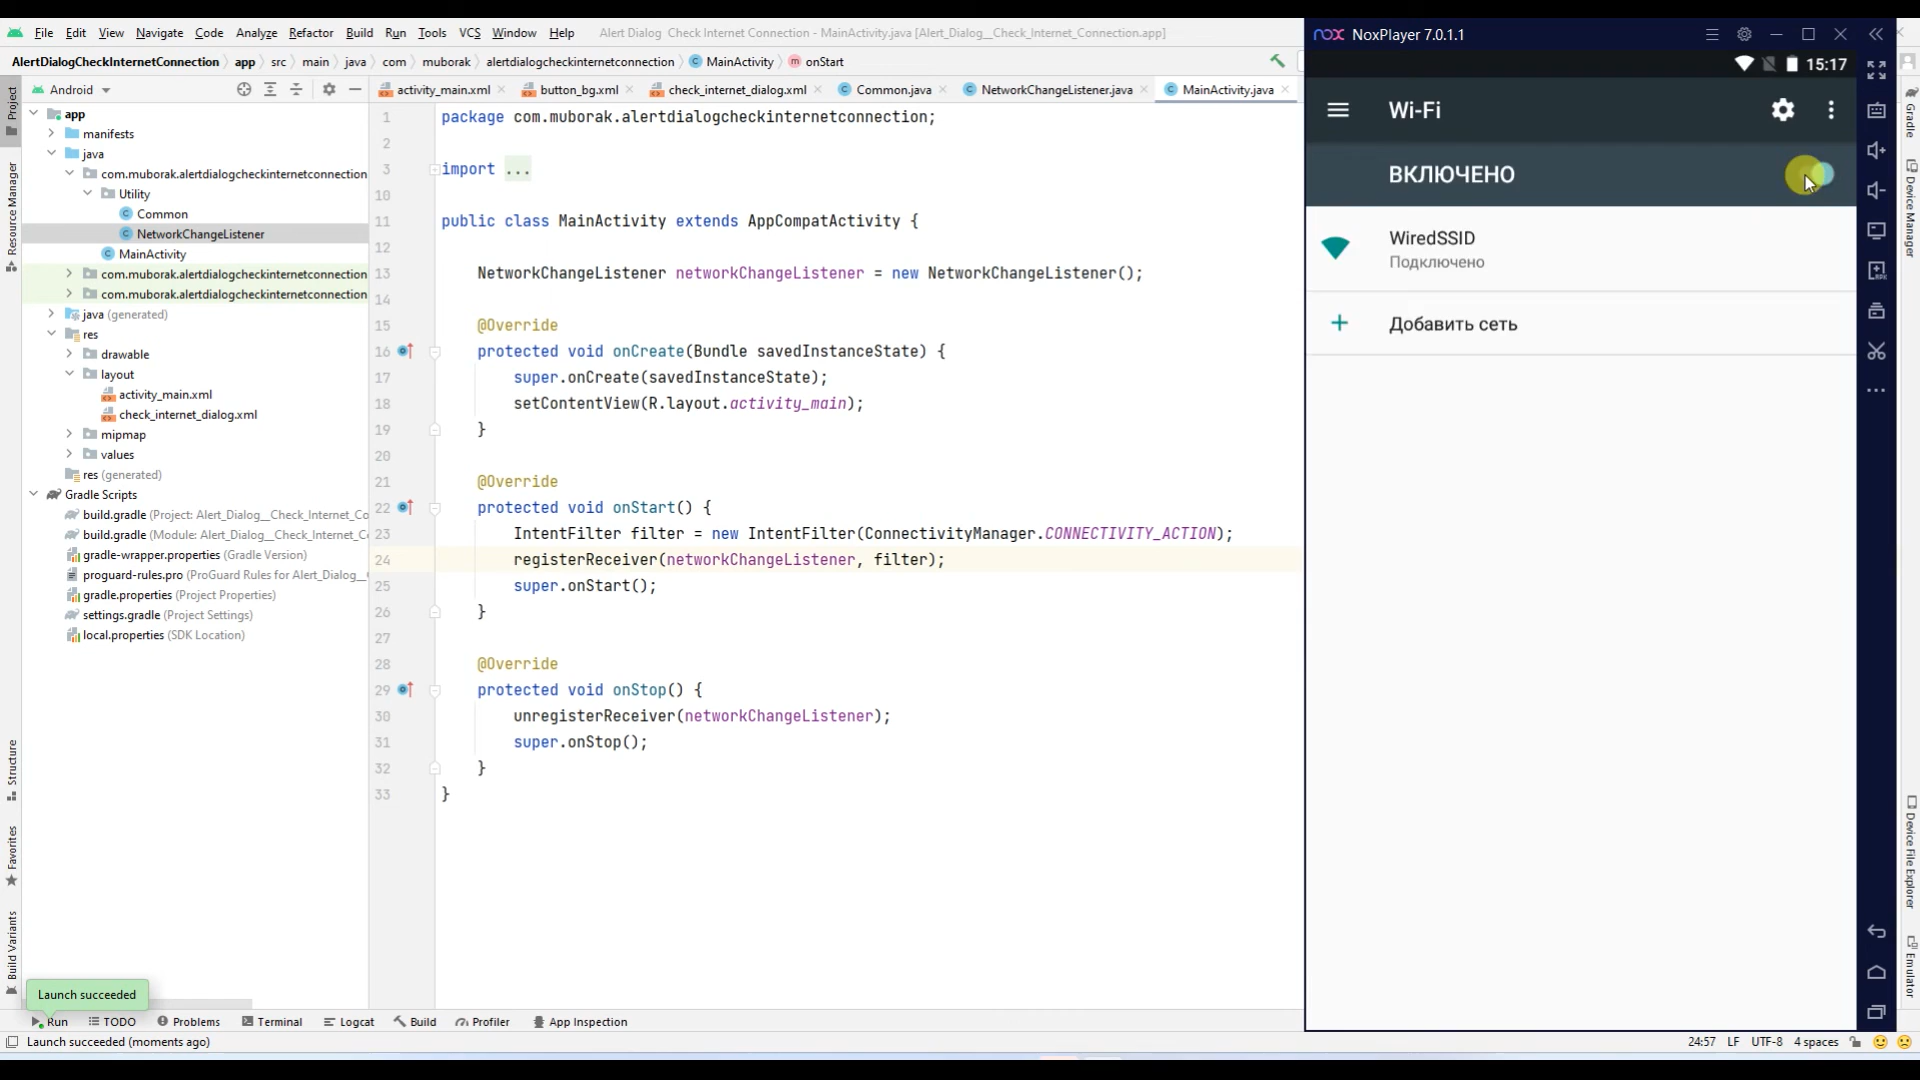 File Edit View Navigate Code Analyze Refactor Build Run Tools VCS Window Help Alert Dialog Check Internet Connection - MainActivity.java [Alert_Dialog__Check_Internet_Connection.app]
AlertDialogCheckInternetConnection app src main java com muborak alertdialogcheckinternetconnection MainActivity onStart
Android
activity_main.xml button_bg.xml check_internet_dialog.xml Common.java NetworkChangeListener.java MainActivity.java
Project
Resource Manager
Structure
Favorites
Build Variants
app
manifests
java
com.muborak.alertdialogcheckinternetconnection
Utility
Common
NetworkChangeListener
MainActivity
com.muborak.alertdialogcheckinternetconnection
com.muborak.alertdialogcheckinternetconnection
java (generated)
res
drawable
layout
activity_main.xml
check_internet_dialog.xml
mipmap
values
res (generated)
Gradle Scripts
build.gradle (Project: Alert_Dialog__Check_Internet_Co
build.gradle (Module: Alert_Dialog__Check_Internet_C
gradle-wrapper.properties (Gradle Version)
proguard-rules.pro (ProGuard Rules for Alert_Dialog__
gradle.properties (Project Properties)
settings.gradle (Project Settings)
local.properties (SDK Location)
1 package com.muborak.alertdialogcheckinternetconnection;
2
3 import ...
10
11 public class MainActivity extends AppCompatActivity {
12
13 NetworkChangeListener networkChangeListener = new NetworkChangeListener();
14
15 @Override
16 protected void onCreate(Bundle savedInstanceState) {
17 super.onCreate(savedInstanceState);
18 setContentView(R.layout.activity_main);
19 }
20
21 @Override
22 protected void onStart() {
23 IntentFilter filter = new IntentFilter(ConnectivityManager.CONNECTIVITY_ACTION);
24 registerReceiver(networkChangeListener, filter);
25 super.onStart();
26 }
27
28 @Override
29 protected void onStop() {
30 unregisterReceiver(networkChangeListener);
31 super.onStop();
32 }
33 }
nox NoxPlayer 7.0.1.1
15:17
Wi-Fi
ВКЛЮЧЕНО
WiredSSID
Подключено
Добавить сеть
Gradle
Device Manager
Device File Explorer
Emulator
Launch succeeded
Run TODO Problems Terminal Logcat Build Profiler App Inspection
Launch succeeded (moments ago) 24:57 LF UTF-8 4 spaces